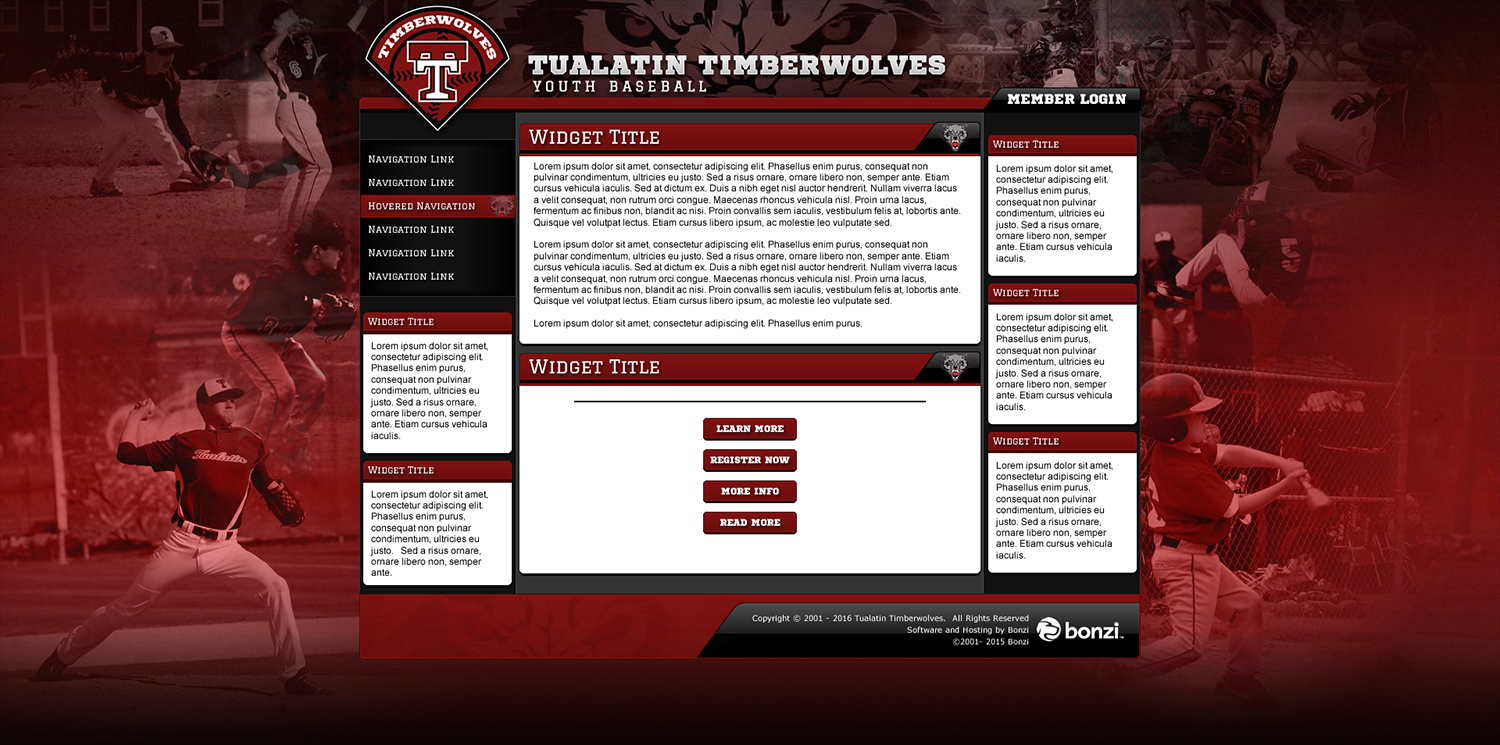 TIMBERWOLVES
T
TUALATIN TIMBERWOLVES
YOUTH BASEBALL
MEMBER LOGIN
Navigation Link
Navigation Link
Hovered Navigation
Navigation Link
Navigation Link
Navigation Link
Widget Title
Lorem ipsum dolor sit amet,
consectetur adipiscing elit.
Phasellus enim purus,
consequat non pulvinar
condimentum, ultricies eu
justo. Sed a risus ornare,
ornare libero non, semper
ante. Etiam cursus vehicula
iaculis.
Widget Title
Lorem ipsum dolor sit amet,
consectetur adipiscing elit.
Phasellus enim purus,
consequat non pulvinar
condimentum, ultricies eu
justo. Sed a risus ornare,
ornare libero non, semper
ante.
Widget Title
Lorem ipsum dolor sit amet, consectetur adipiscing elit. Phasellus enim purus, consequat non
pulvinar condimentum, ultricies eu justo. Sed a risus ornare, ornare libero non, semper ante. Etiam
cursus vehicula iaculis. Sed at dictum ex. Duis a nibh eget nisl auctor hendrerit. Nullam viverra lacus
a velit consequat, non rutrum orci congue. Maecenas rhoncus vehicula nisl. Proin urna lacus,
fermentum ac finibus non, blandit ac nisi. Proin convallis sem iaculis, vestibulum felis at, lobortis ante.
Quisque vel volutpat lectus. Etiam cursus libero ipsum, ac molestie leo vulputate sed.
Lorem ipsum dolor sit amet, consectetur adipiscing elit. Phasellus enim purus, consequat non
pulvinar condimentum, ultricies eu justo. Sed a risus ornare, ornare libero non, semper ante. Etiam
cursus vehicula iaculis. Sed at dictum ex. Duis a nibh eget nisl auctor hendrerit. Nullam viverra lacus
a velit consequat, non rutrum orci congue. Maecenas rhoncus vehicula nisl. Proin urna lacus,
fermentum ac finibus non, blandit ac nisi. Proin convallis sem iaculis, vestibulum felis at, lobortis ante.
Quisque vel volutpat lectus. Etiam cursus libero ipsum, ac molestie leo vulputate sed.
Lorem ipsum dolor sit amet, consectetur adipiscing elit. Phasellus enim purus.
Widget Title
LEARN MORE
REGISTER NOW
MORE INFO
READ MORE
Widget Title
Lorem ipsum dolor sit amet,
consectetur adipiscing elit.
Phasellus enim purus,
consequat non pulvinar
condimentum, ultricies eu
justo. Sed a risus ornare,
ornare libero non, semper
ante. Etiam cursus vehicula
iaculis.
Widget Title
Lorem ipsum dolor sit amet,
consectetur adipiscing elit.
Phasellus enim purus,
consequat non pulvinar
condimentum, ultricies eu
justo. Sed a risus ornare,
ornare libero non, semper
ante. Etiam cursus vehicula
iaculis.
Widget Title
Lorem ipsum dolor sit amet,
consectetur adipiscing elit.
Phasellus enim purus,
consequat non pulvinar
condimentum, ultricies eu
justo. Sed a risus ornare,
ornare libero non, semper
ante. Etiam cursus vehicula
iaculis.
Tualatin
6
Copyright © 2001 - 2016 Tualatin Timberwolves. All Rights Reserved
Software and Hosting by Bonzi
©2001- 2015 Bonzi
bonzi